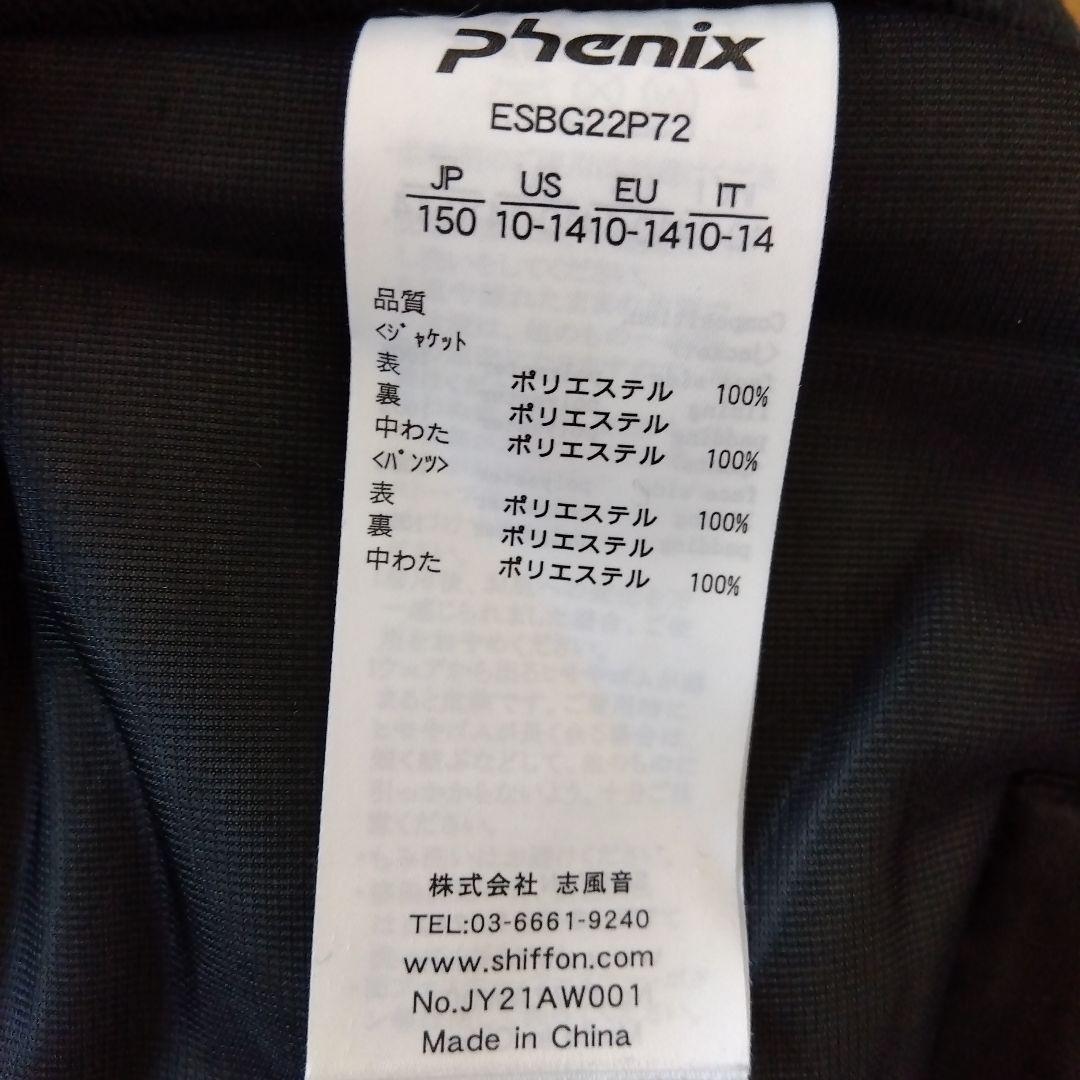 phenix
ESBG22P72
JP US EU IT
150 10-14 10-14 10-14
品質
<ジャケット
表 ポリエステル 100%
裏 ポリエステル
中わた ポリエステル 100%
<パンツ>
表 ポリエステル 100%
裏 ポリエステル
中わた ポリエステル 100%
株式会社 志風音
TEL:03-6661-9240
www.shiffon.com
No.JY21AW001
Made in China